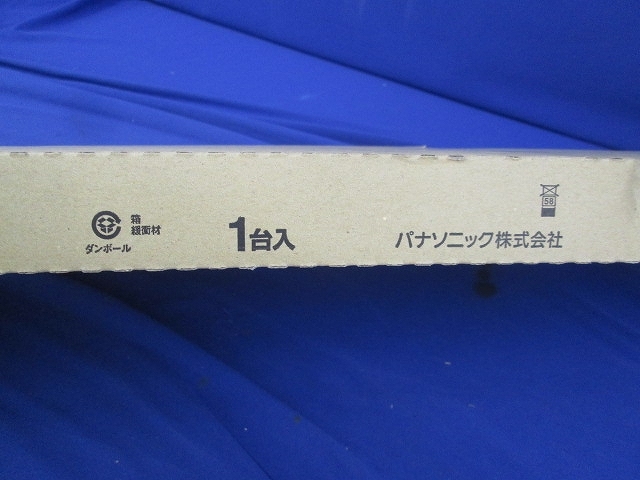 箱
緩衝材
ダンボール
1台入
58
パナソニック株式会社